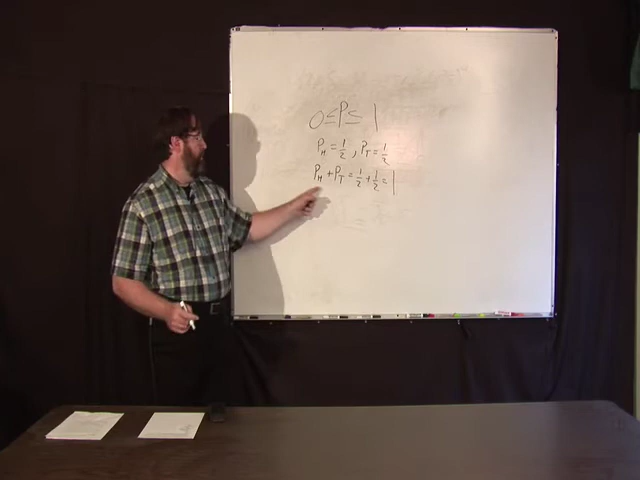 0 ≤ P ≤ 1
P_H = 1/2 , P_T = 1/2
P_H + P_T = 1/2 + 1/2 = 1